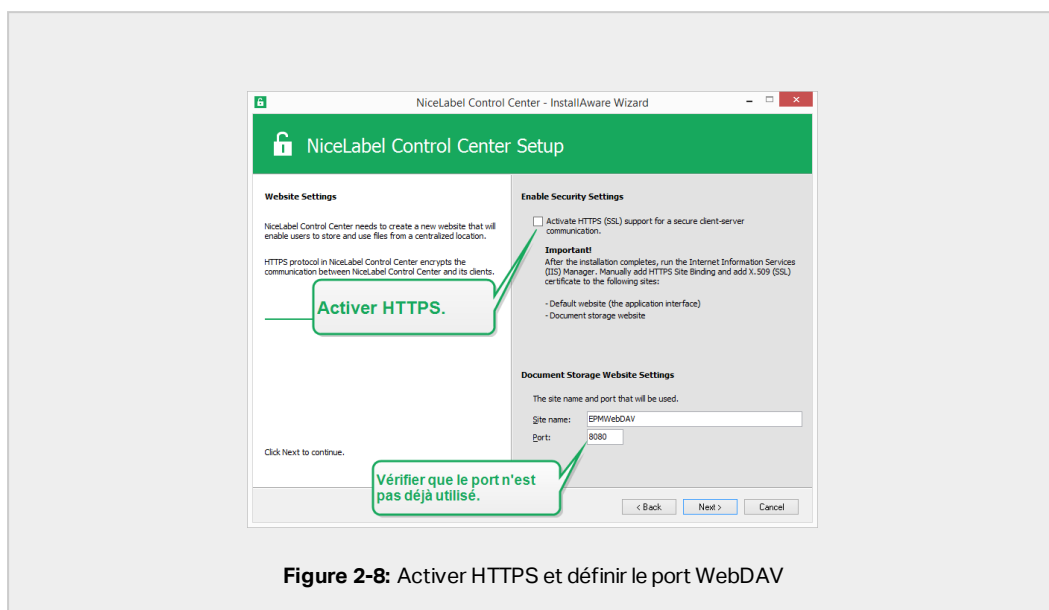 NiceLabel Control Center - InstallAware Wizard
NiceLabel Control Center Setup
Website Settings
NiceLabel Control Center needs to create a new website that will
enable users to store and use files from a centralized location.
HTTPS protocol in NiceLabel Control Center encrypts the
communication between NiceLabel Control Center and its clients.
Activer HTTPS.
Click Next to continue.
Enable Security Settings
Activate HTTPS (SSL) support for a secure client-server
communication.
Important!
After the installation completes, run the Internet Information Services
(IIS) Manager. Manually add HTTPS Site Binding and add X.509 (SSL)
certificate to the following sites:
- Default website (the application interface)
- Document storage website
Document Storage Website Settings
The site name and port that will be used.
Site name: EPMWebDAV
Port: 8080
Vérifier que le port n'est
pas déjà utilisé.
< Back Next > Cancel
Figure 2-8: Activer HTTPS et définir le port WebDAV